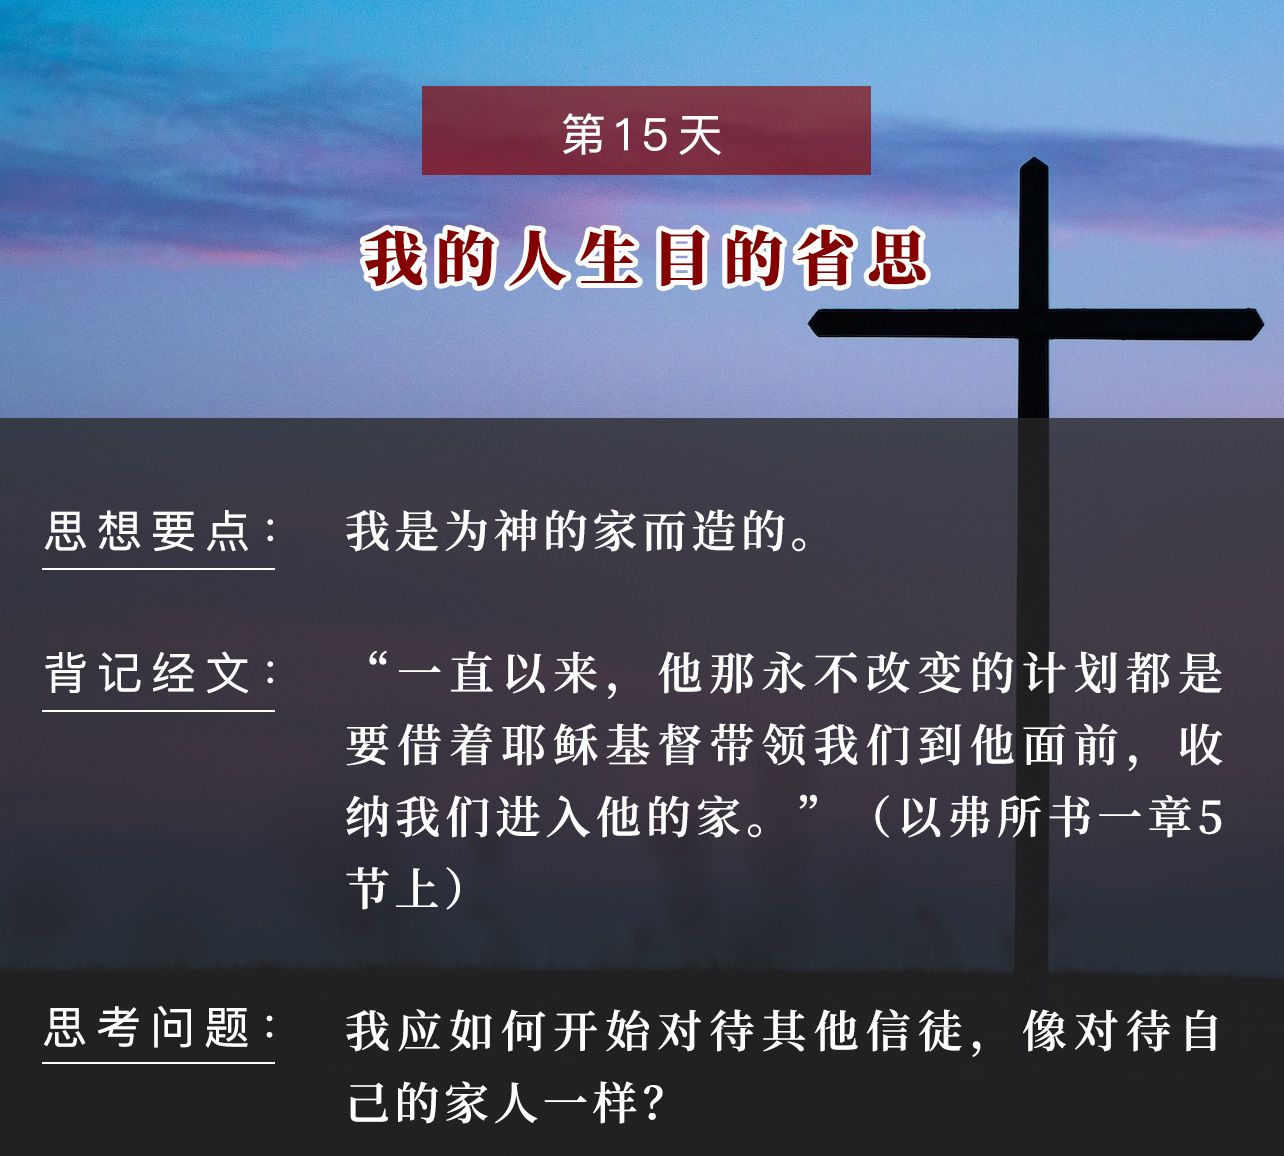 第15天
我的人生目的省思
思想要点： 我是为神的家而造的。
背记经文： “一直以来，他那永不改变的计划都是
要借着耶稣基督带领我们到他面前，收
纳我们进入他的家。”（以弗所书一章5
节上）
思考问题： 我应如何开始对待其他信徒，像对待自
己的家人一样？